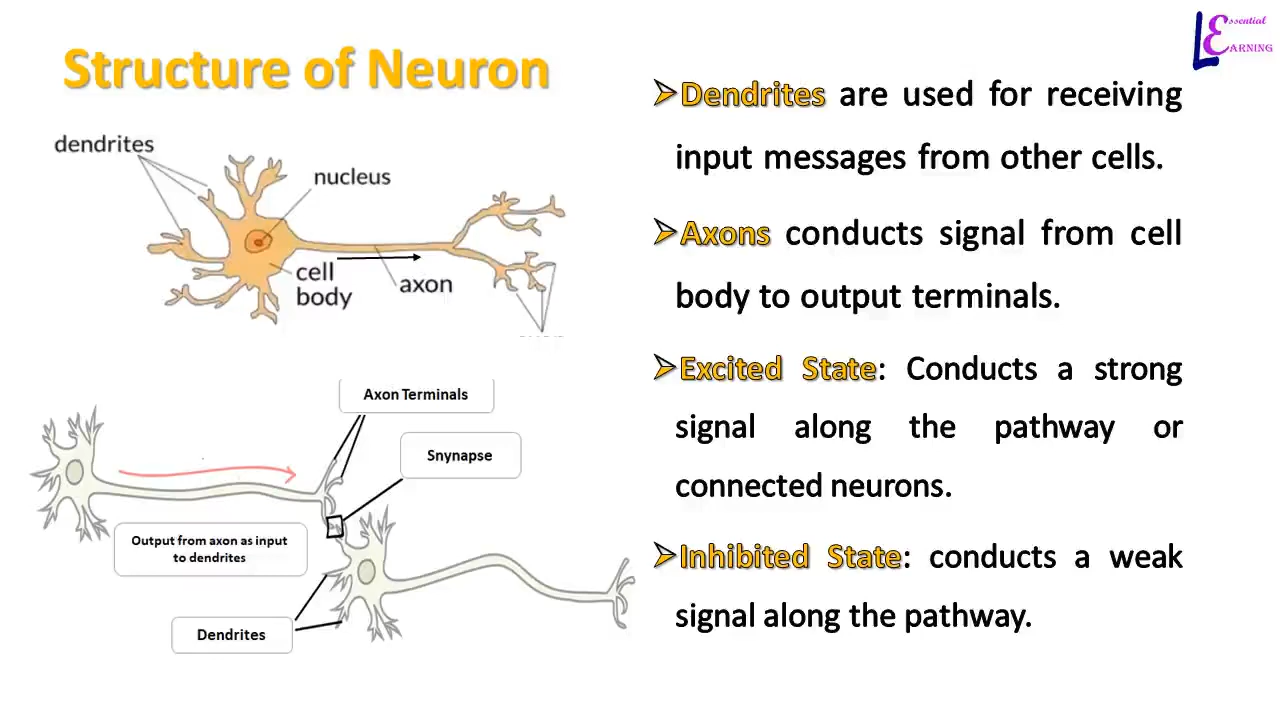 Essential
LEARNING
Structure of Neuron
dendrites
nucleus
cell
body
axon
Axon Terminals
Snynapse
Output from axon as input
to dendrites
Dendrites
➢Dendrites are used for receiving
input messages from other cells.
➢Axons conducts signal from cell
body to output terminals.
➢Excited State: Conducts a strong
signal along the pathway or
connected neurons.
➢Inhibited State: conducts a weak
signal along the pathway.